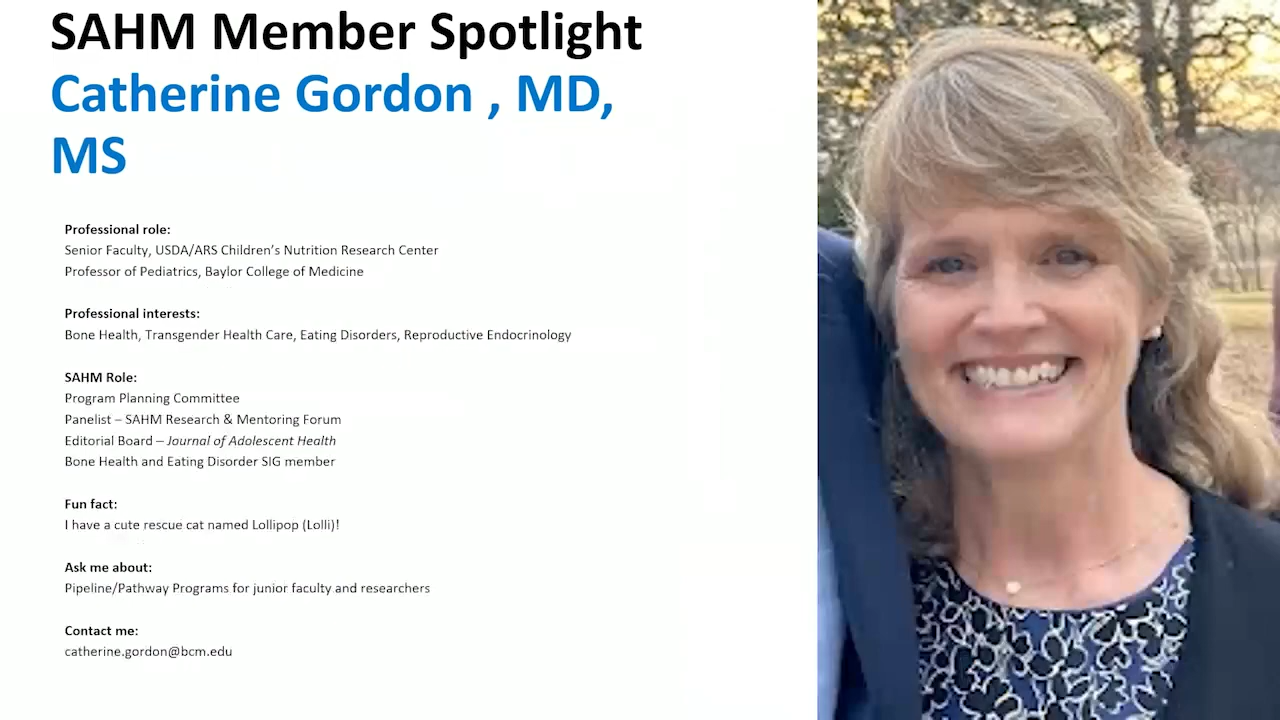 SAHM Member Spotlight
Catherine Gordon , MD,
MS
Professional role:
Senior Faculty, USDA/ARS Children’s Nutrition Research Center
Professor of Pediatrics, Baylor College of Medicine
Professional interests:
Bone Health, Transgender Health Care, Eating Disorders, Reproductive Endocrinology
SAHM Role:
Program Planning Committee
Panelist – SAHM Research & Mentoring Forum
Editorial Board – Journal of Adolescent Health
Bone Health and Eating Disorder SIG member
Fun fact:
I have a cute rescue cat named Lollipop (Lolli)!
Ask me about:
Pipeline/Pathway Programs for junior faculty and researchers
Contact me:
catherine.gordon@bcm.edu